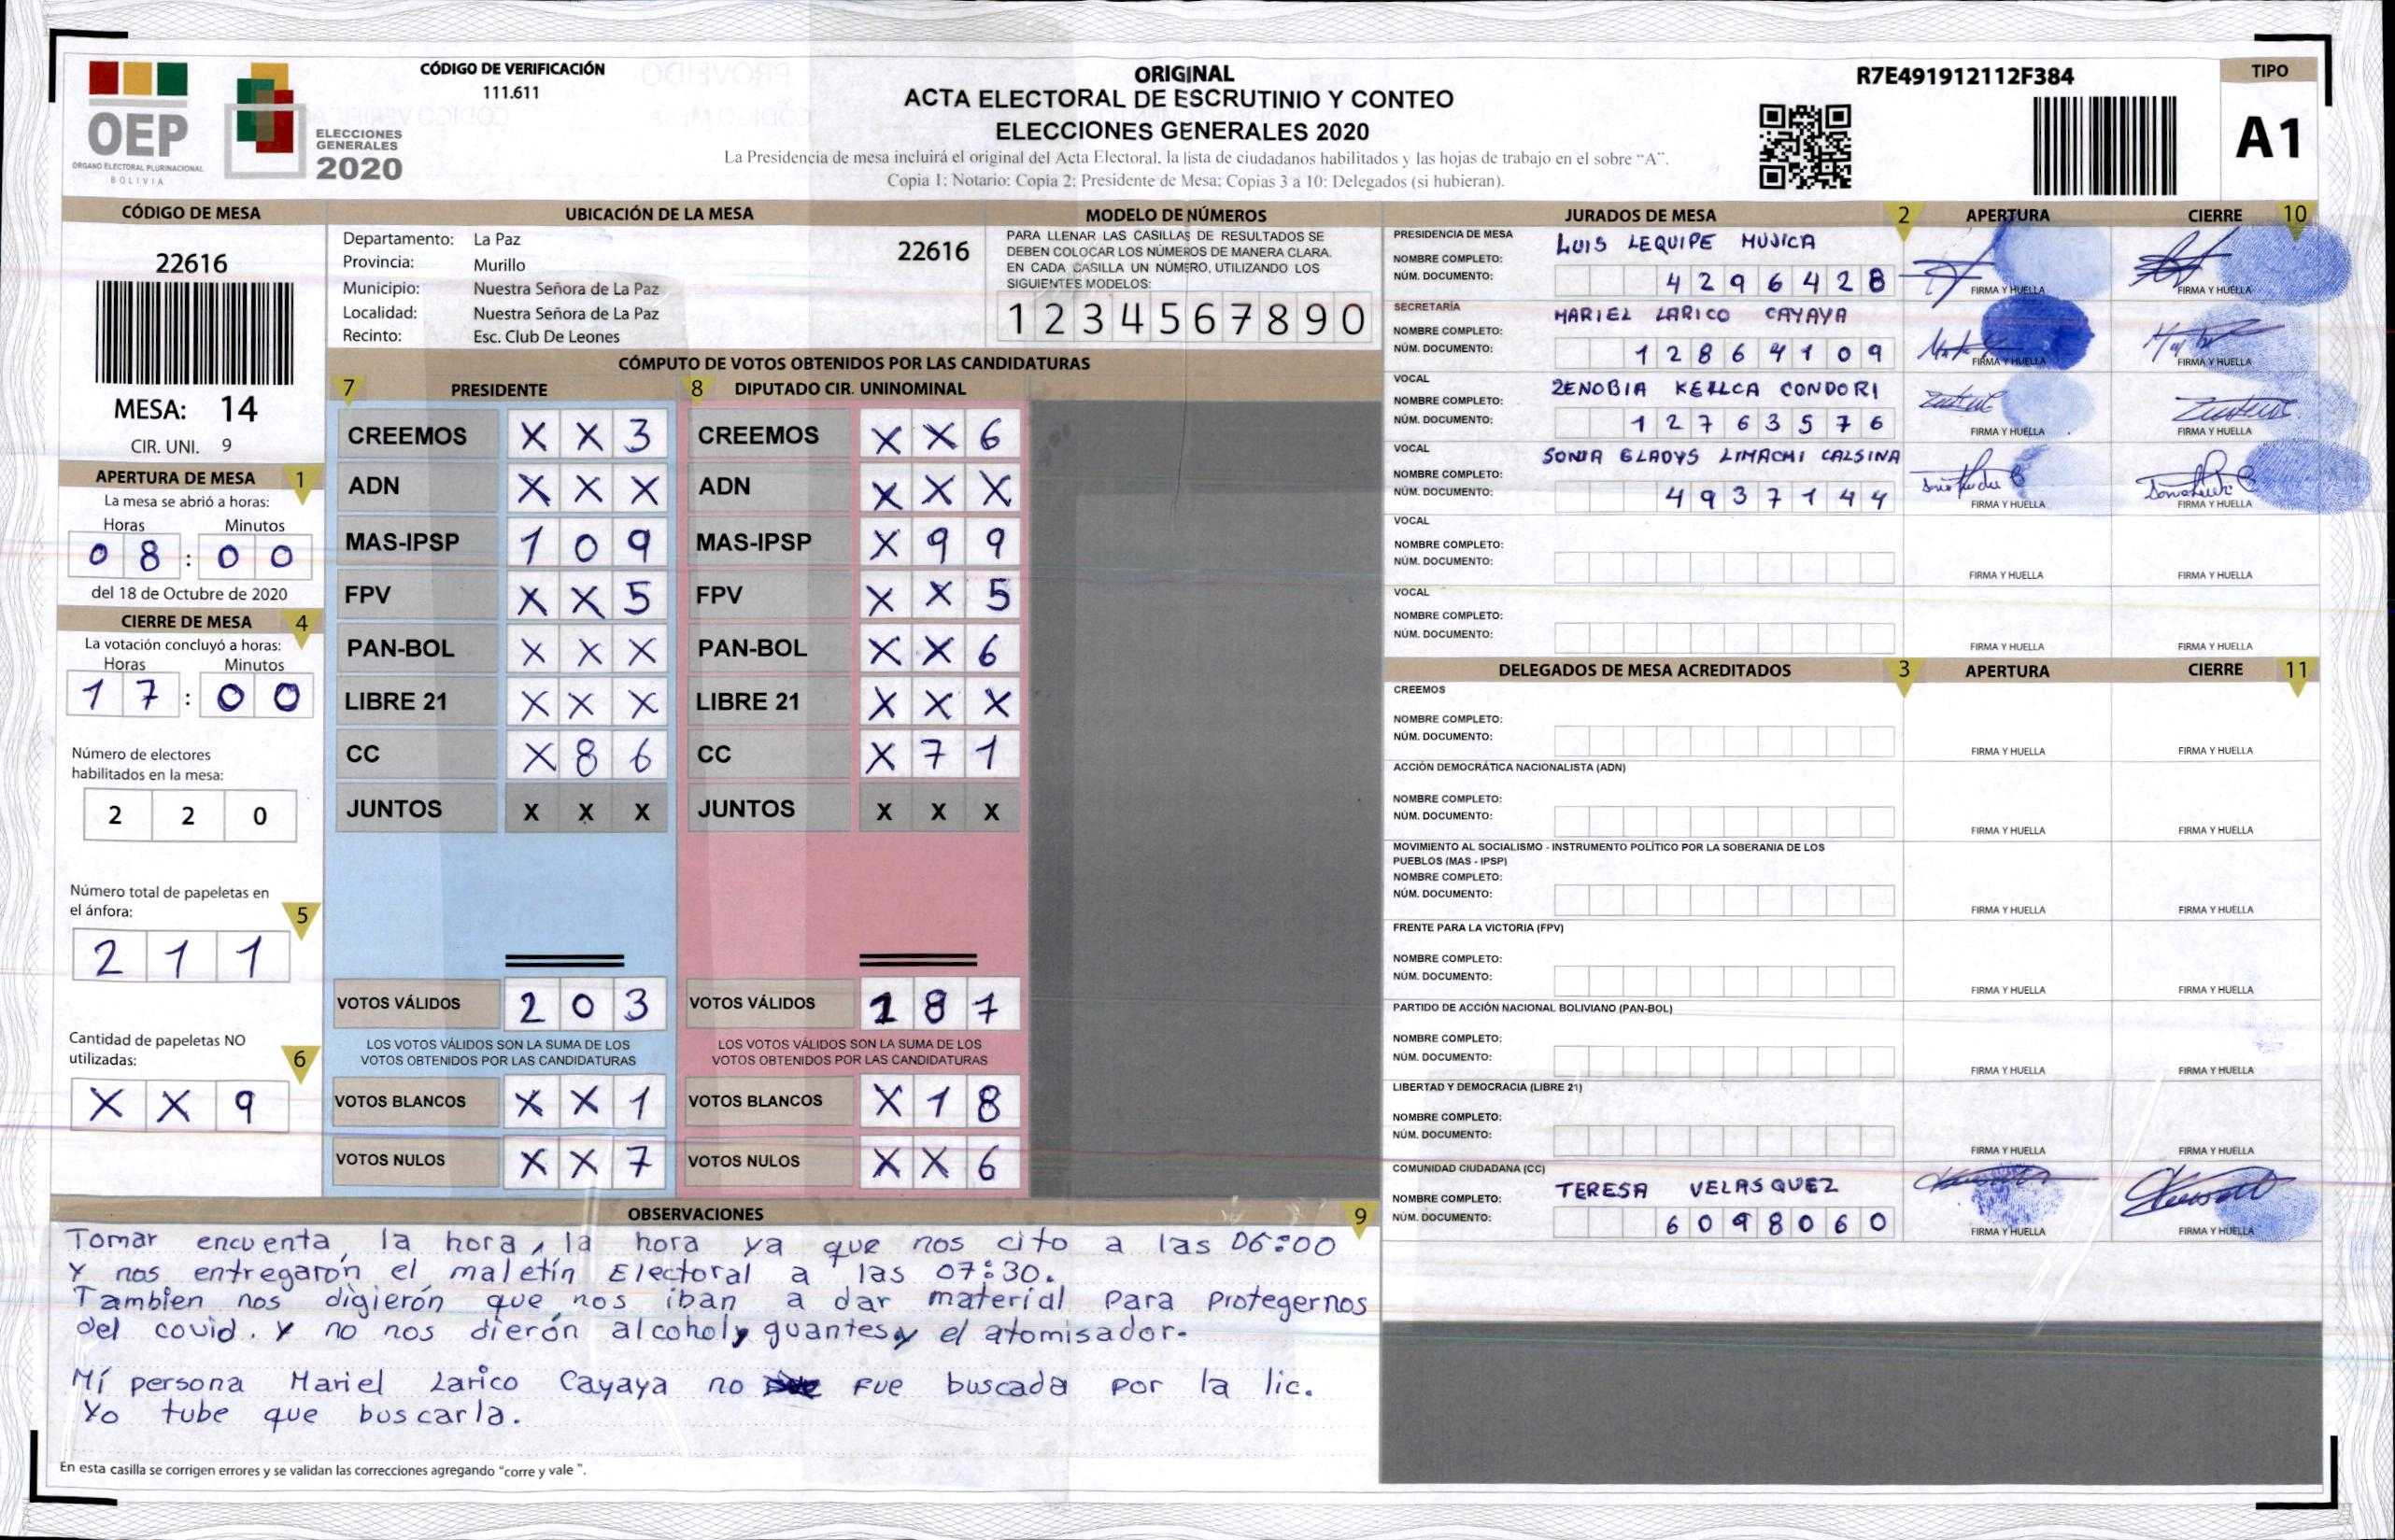 OEP
ÓRGANO ELECTORAL PLURINACIONAL
BOLIVIA
ELECCIONES
GENERALES
2020
CÓDIGO DE VERIFICACIÓN
111.611
ORIGINAL
ACTA ELECTORAL DE ESCRUTINIO Y CONTEO
ELECCIONES GENERALES 2020
La Presidencia de mesa incluirá el original del Acta Electoral, la lista de ciudadanos habilitados y las hojas de trabajo en el sobre “A”.
Copia 1: Notario: Copia 2: Presidente de Mesa: Copias 3 a 10: Delegados (si hubieran).
R7E491912112F384
TIPO
A1
CÓDIGO DE MESA
22616
MESA: 14
CIR. UNI. 9
APERTURA DE MESA 1
La mesa se abrió a horas:
Horas Minutos
0 8 : 0 0
del 18 de Octubre de 2020
CIERRE DE MESA 4
La votación concluyó a horas:
Horas Minutos
1 7 : 0 0
Número de electores
habilitados en la mesa:
2 2 0
Número total de papeletas en
el ánfora:
5
2 1 1
Cantidad de papeletas NO
utilizadas:
6
X X 9
UBICACIÓN DE LA MESA
Departamento: La Paz
22616
Provincia: Murillo
Municipio: Nuestra Señora de La Paz
Localidad: Nuestra Señora de La Paz
Recinto: Esc. Club De Leones
MODELO DE NÚMEROS
PARA LLENAR LAS CASILLAS DE RESULTADOS SE
DEBEN COLOCAR LOS NÚMEROS DE MANERA CLARA.
EN CADA CASILLA UN NÚMERO, UTILIZANDO LOS
SIGUIENTES MODELOS:
1 2 3 4 5 6 7 8 9 0
CÓMPUTO DE VOTOS OBTENIDOS POR LAS CANDIDATURAS
7 PRESIDENTE
CREEMOS X X 3
ADN X X X
MAS-IPSP 1 0 9
FPV X X 5
PAN-BOL X X X
LIBRE 21 X X X
CC X 8 6
JUNTOS X X X
VOTOS VÁLIDOS 2 0 3
LOS VOTOS VÁLIDOS SON LA SUMA DE LOS
VOTOS OBTENIDOS POR LAS CANDIDATURAS
VOTOS BLANCOS X X 1
VOTOS NULOS X X 7
8 DIPUTADO CIR. UNINOMINAL
CREEMOS X X 6
ADN X X X
MAS-IPSP X 9 9
FPV X X 5
PAN-BOL X X 6
LIBRE 21 X X X
CC X 7 1
JUNTOS X X X
VOTOS VÁLIDOS 1 8 7
LOS VOTOS VÁLIDOS SON LA SUMA DE LOS
VOTOS OBTENIDOS POR LAS CANDIDATURAS
VOTOS BLANCOS X 1 8
VOTOS NULOS X X 6
JURADOS DE MESA 2 APERTURA CIERRE 10
PRESIDENCIA DE MESA
NOMBRE COMPLETO: LUIS LEQUIPE MUJICA
NÚM. DOCUMENTO: 4 2 9 6 4 2 8
FIRMA Y HUELLA FIRMA Y HUELLA
SECRETARÍA
NOMBRE COMPLETO: MARIEL LARICO CAYAYA
NÚM. DOCUMENTO: 1 2 8 6 4 1 0 9
FIRMA Y HUELLA FIRMA Y HUELLA
VOCAL
NOMBRE COMPLETO: ZENOBIA KELLCA CONDORI
NÚM. DOCUMENTO: 1 2 7 6 3 5 7 6
FIRMA Y HUELLA FIRMA Y HUELLA
VOCAL
NOMBRE COMPLETO: SONIA GLADYS LIMACHI CALSINA
NÚM. DOCUMENTO: 4 9 3 7 1 4 4
FIRMA Y HUELLA FIRMA Y HUELLA
VOCAL
NOMBRE COMPLETO:
NÚM. DOCUMENTO:
FIRMA Y HUELLA FIRMA Y HUELLA
VOCAL
NOMBRE COMPLETO:
NÚM. DOCUMENTO:
FIRMA Y HUELLA FIRMA Y HUELLA
DELEGADOS DE MESA ACREDITADOS 3 APERTURA CIERRE 11
CREEMOS
NOMBRE COMPLETO:
NÚM. DOCUMENTO:
FIRMA Y HUELLA FIRMA Y HUELLA
ACCIÓN DEMOCRÁTICA NACIONALISTA (ADN)
NOMBRE COMPLETO:
NÚM. DOCUMENTO:
FIRMA Y HUELLA FIRMA Y HUELLA
MOVIMIENTO AL SOCIALISMO - INSTRUMENTO POLÍTICO POR LA SOBERANIA DE LOS
PUEBLOS (MAS - IPSP)
NOMBRE COMPLETO:
NÚM. DOCUMENTO:
FIRMA Y HUELLA FIRMA Y HUELLA
FRENTE PARA LA VICTORIA (FPV)
NOMBRE COMPLETO:
NÚM. DOCUMENTO:
FIRMA Y HUELLA FIRMA Y HUELLA
PARTIDO DE ACCIÓN NACIONAL BOLIVIANO (PAN-BOL)
NOMBRE COMPLETO:
NÚM. DOCUMENTO:
FIRMA Y HUELLA FIRMA Y HUELLA
LIBERTAD Y DEMOCRACIA (LIBRE 21)
NOMBRE COMPLETO:
NÚM. DOCUMENTO:
FIRMA Y HUELLA FIRMA Y HUELLA
COMUNIDAD CIUDADANA (CC)
NOMBRE COMPLETO: TERESA VELASQUEZ
NÚM. DOCUMENTO: 6 0 9 8 0 6 0
FIRMA Y HUELLA FIRMA Y HUELLA
OBSERVACIONES 9
Tomar encuenta, la hora, la hora ya que nos cito a las 06:00
Y nos entregarón el maletín Electoral a las 07:30.
Tambien nos digierón que nos iban a dar material para protegernos
del covid. y no nos dierón alcohol y guantes y el atomisador.
Mí persona Mariel Larico Cayaya no fue buscada por la lic.
Yo tube que buscarla.
En esta casilla se corrigen errores y se validan las correcciones agregando “corre y vale ”.